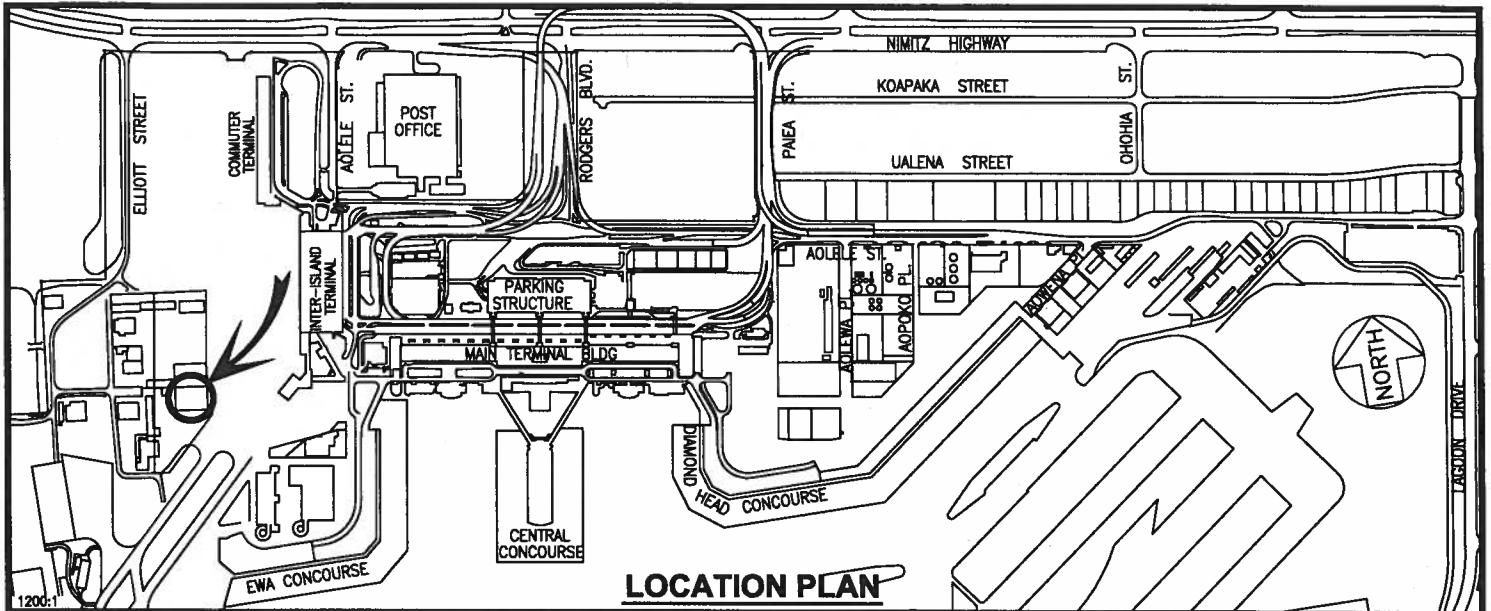 NIMITZ HIGHWAY
KOAPAKA STREET
UALENA STREET
ELLIOTT STREET
COMMUTER
TERMINAL
AOLELE ST.
POST
OFFICE
RODGERS BLVD.
PAIEA ST.
OHOHIA ST.
INTER-ISLAND
TERMINAL
PARKING
STRUCTURE
MAIN TERMINAL BLDG
AOLELE ST.
AOLEWA PL.
AOPOKO PL.
AOWENA PL.
NORTH
LAGOON DRIVE
DIAMOND
HEAD CONCOURSE
CENTRAL
CONCOURSE
EWA CONCOURSE
LOCATION PLAN
1200:1